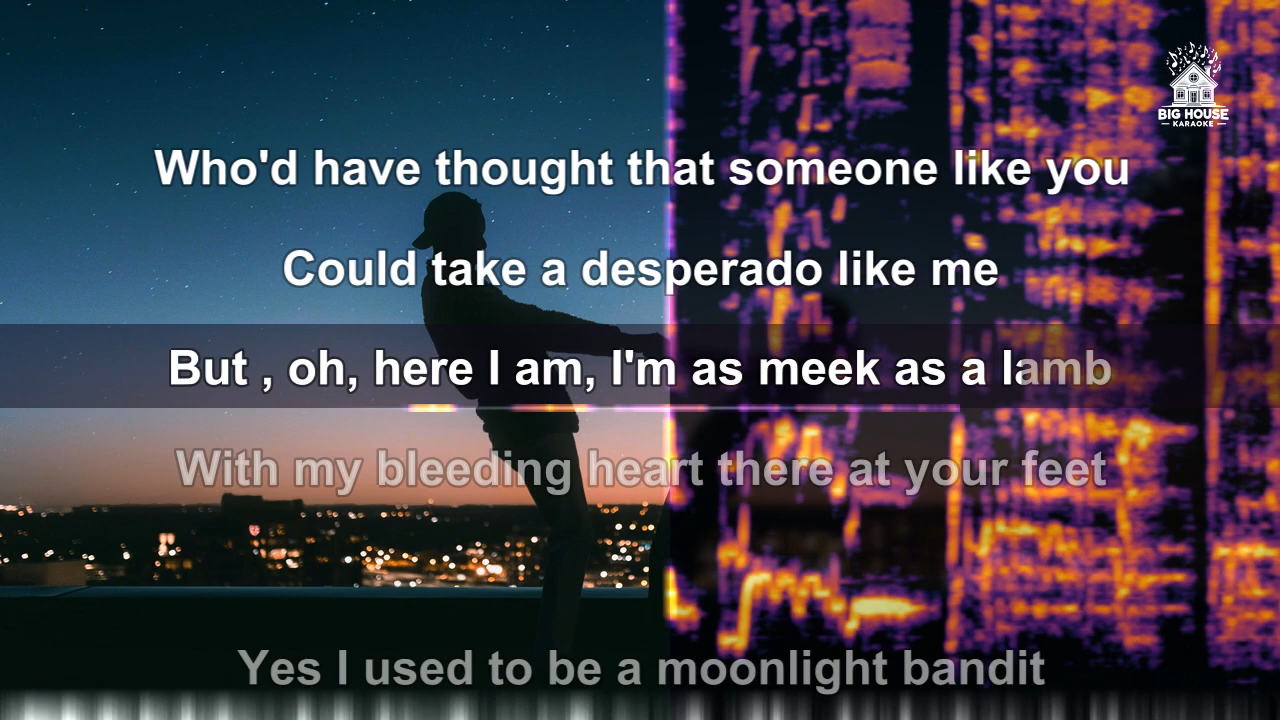 BIG HOUSE
KARAOKE
Who'd have thought that someone like you
Could take a desperado like me
But , oh, here I am, I'm as meek as a lamb
With my bleeding heart there at your feet
Yes I used to be a moonlight bandit